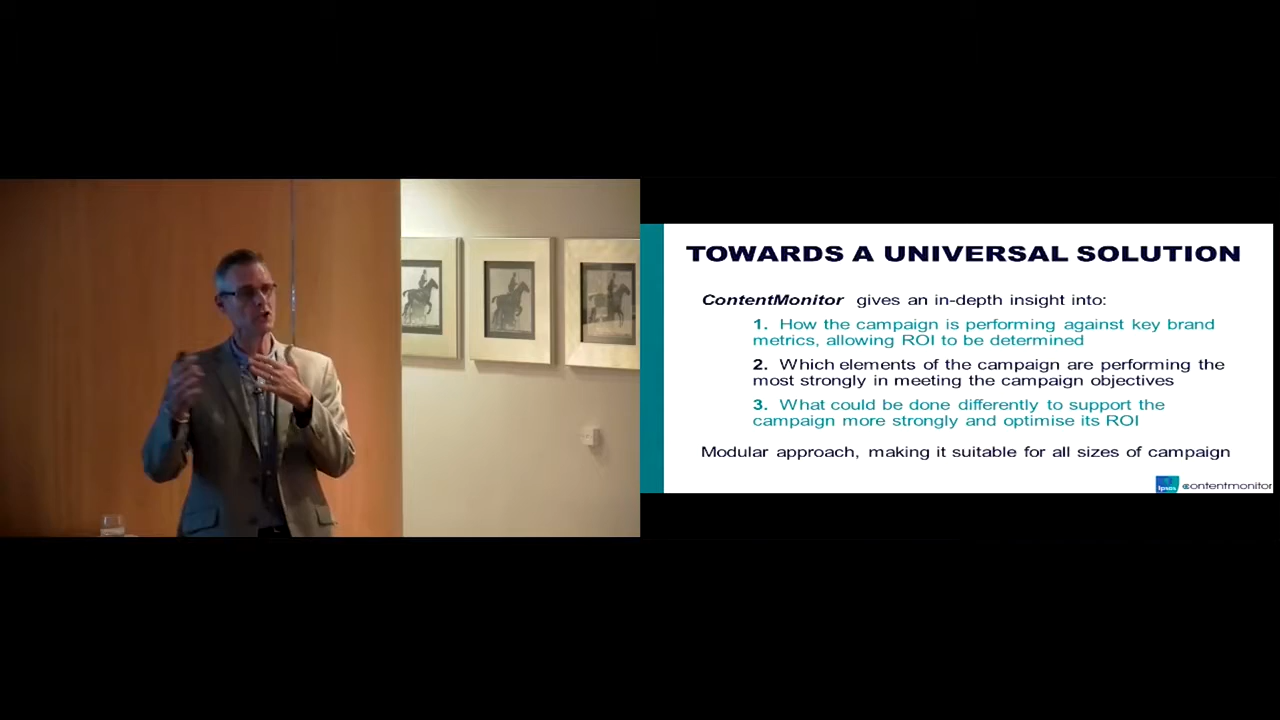 TOWARDS A UNIVERSAL SOLUTION
ContentMonitor gives an in-depth insight into:
1. How the campaign is performing against key brand
metrics, allowing ROI to be determined
2. Which elements of the campaign are performing the
most strongly in meeting the campaign objectives
3. What could be done differently to support the
campaign more strongly and optimise its ROI
Modular approach, making it suitable for all sizes of campaign
Ipsos contentmonitor